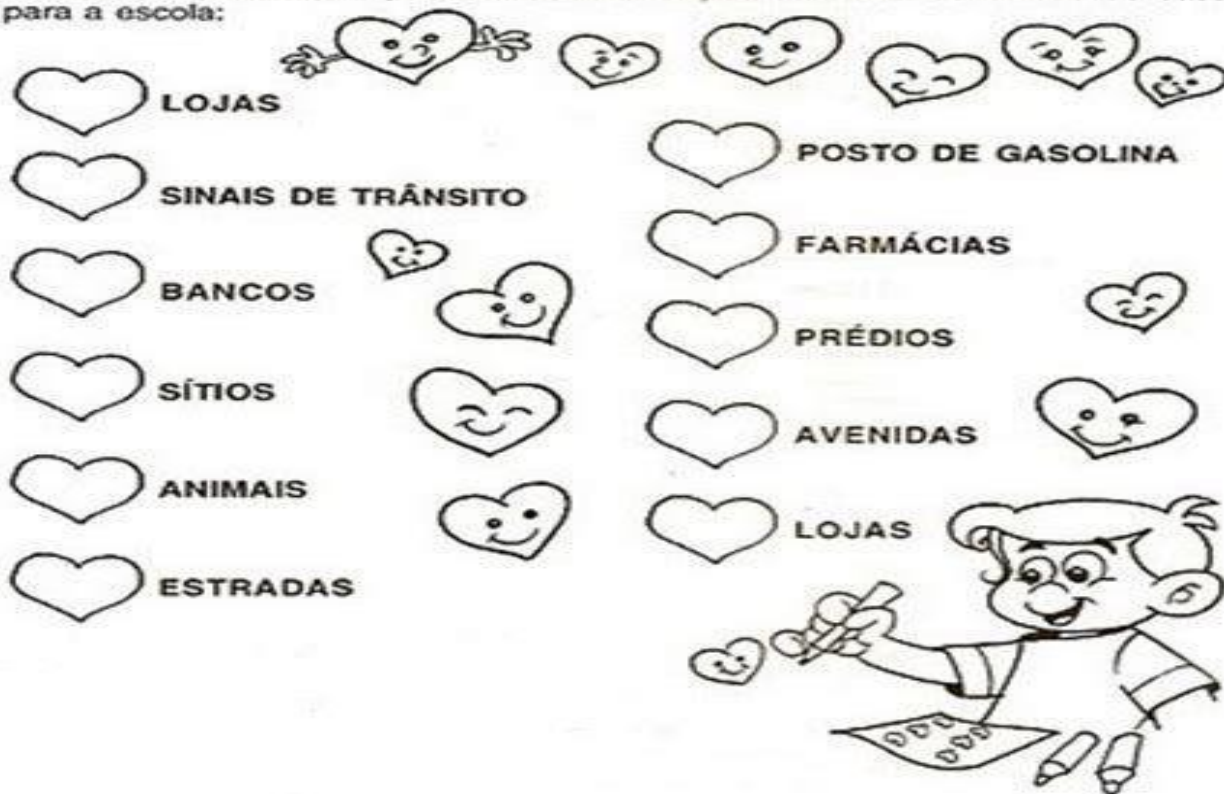 para a escola:
LOJAS
SINAIS DE TRÂNSITO
BANCOS
SÍTIOS
ANIMAIS
ESTRADAS
POSTO DE GASOLINA
FARMÁCIAS
PRÉDIOS
AVENIDAS
LOJAS